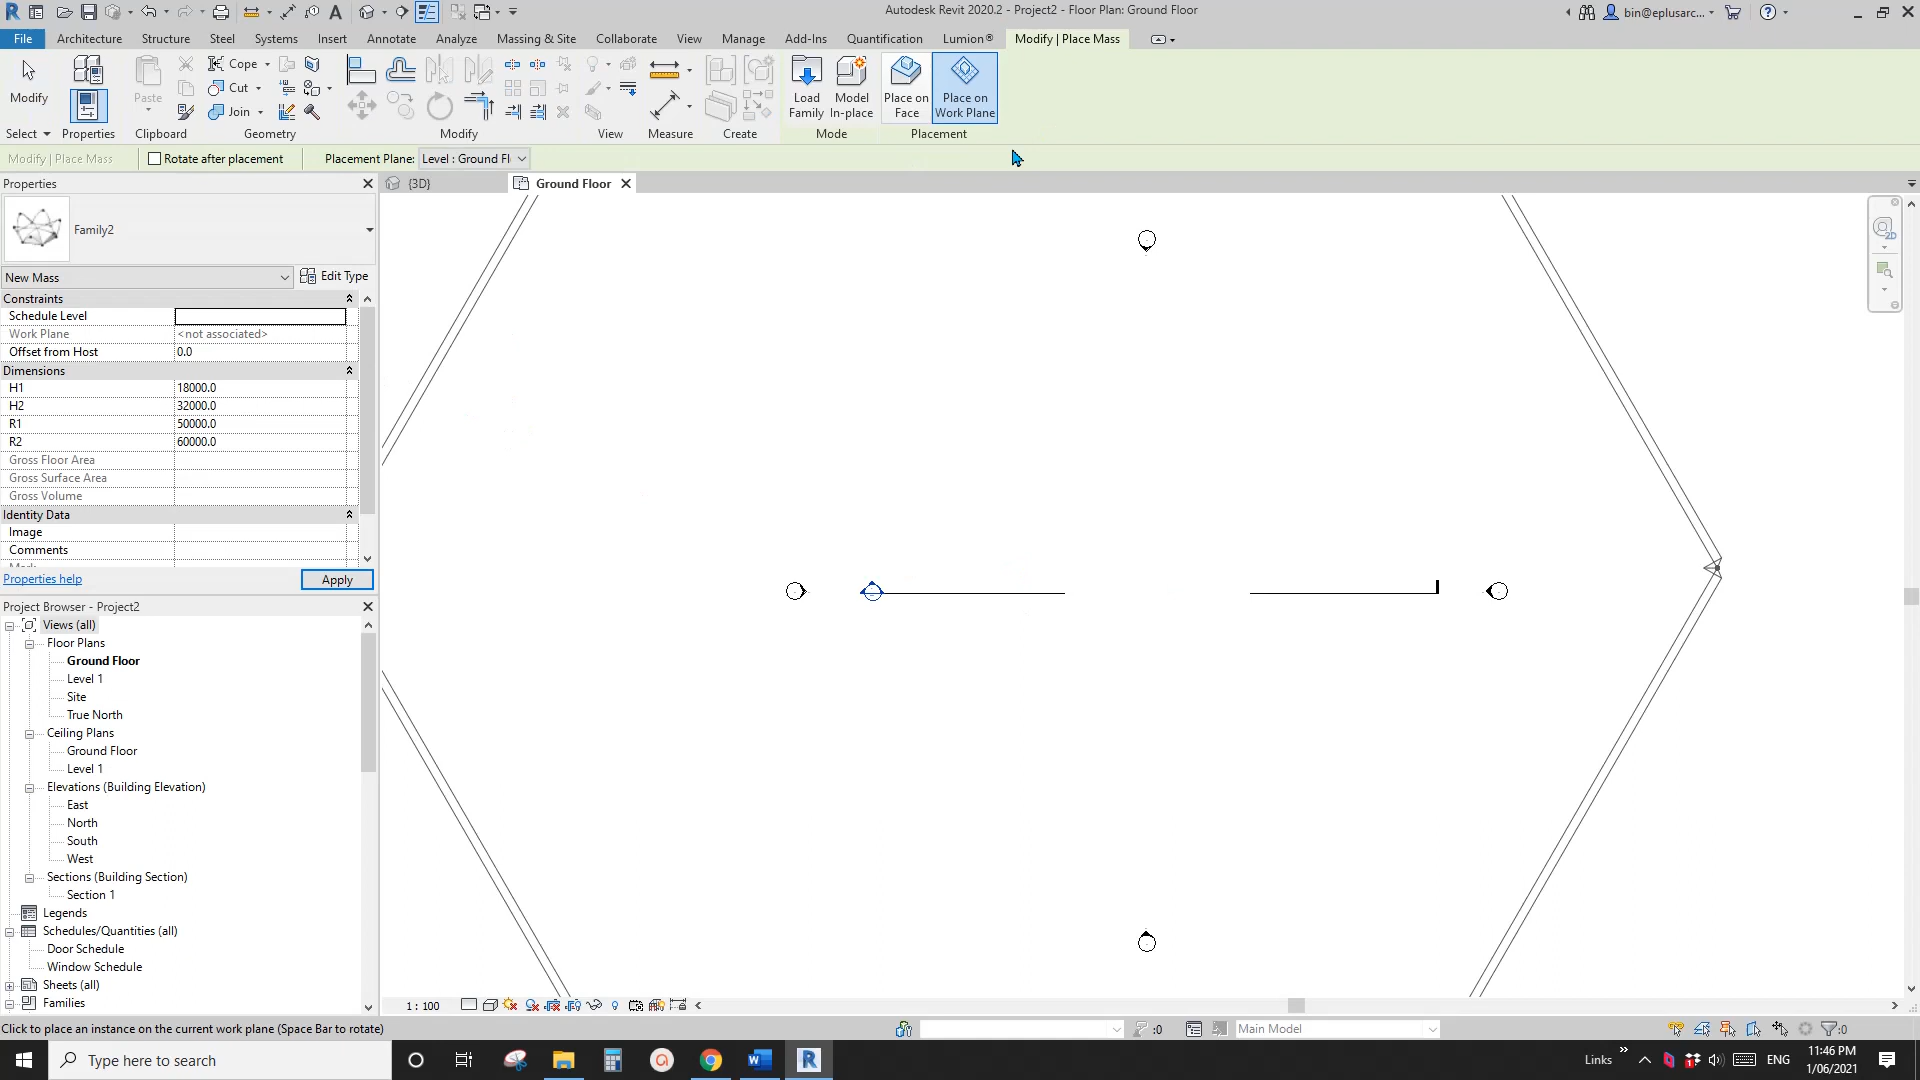 Autodesk Revit 2020.2 - Project2 - Floor Plan: Ground Floor
bin@eplusarc...
File Architecture Structure Steel Systems Insert Annotate Analyze Massing & Site Collaborate View Manage Add-Ins Quantification Lumion® Modify | Place Mass
Modify
Paste
Cope
Cut
Join
Load Family
Model In-place
Place on Face
Place on Work Plane
Select Properties Clipboard Geometry Modify View Measure Create Mode Placement
Modify | Place Mass Rotate after placement Placement Plane: Level : Ground Fl
Properties
{3D} Ground Floor
Family2
New Mass Edit Type
Constraints
Schedule Level
Work Plane <not associated>
Offset from Host 0.0
Dimensions
H1 18000.0
H2 32000.0
R1 50000.0
R2 60000.0
Gross Floor Area
Gross Surface Area
Gross Volume
Identity Data
Image
Comments
Properties help Apply
Project Browser - Project2
Views (all)
Floor Plans
Ground Floor
Level 1
Site
True North
Ceiling Plans
Ground Floor
Level 1
Elevations (Building Elevation)
East
North
South
West
Sections (Building Section)
Section 1
Legends
Schedules/Quantities (all)
Door Schedule
Window Schedule
Sheets (all)
Families
1 : 100
Click to place an instance on the current work plane (Space Bar to rotate)
:0 Main Model :0
Type here to search
Links ENG 11:46 PM
1/06/2021